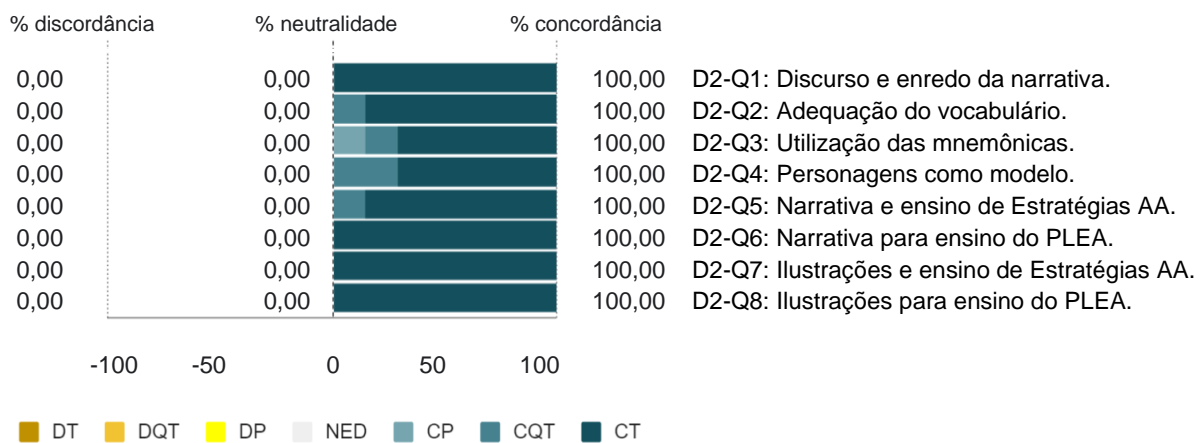 % discordância % neutralidade % concordância
0,00 0,00 100,00 D2-Q1: Discurso e enredo da narrativa.
0,00 0,00 100,00 D2-Q2: Adequação do vocabulário.
0,00 0,00 100,00 D2-Q3: Utilização das mnemônicas.
0,00 0,00 100,00 D2-Q4: Personagens como modelo.
0,00 0,00 100,00 D2-Q5: Narrativa e ensino de Estratégias AA.
0,00 0,00 100,00 D2-Q6: Narrativa para ensino do PLEA.
0,00 0,00 100,00 D2-Q7: Ilustrações e ensino de Estratégias AA.
0,00 0,00 100,00 D2-Q8: Ilustrações para ensino do PLEA.
-100 -50 0 50 100
DT DQT DP NED CP CQT CT